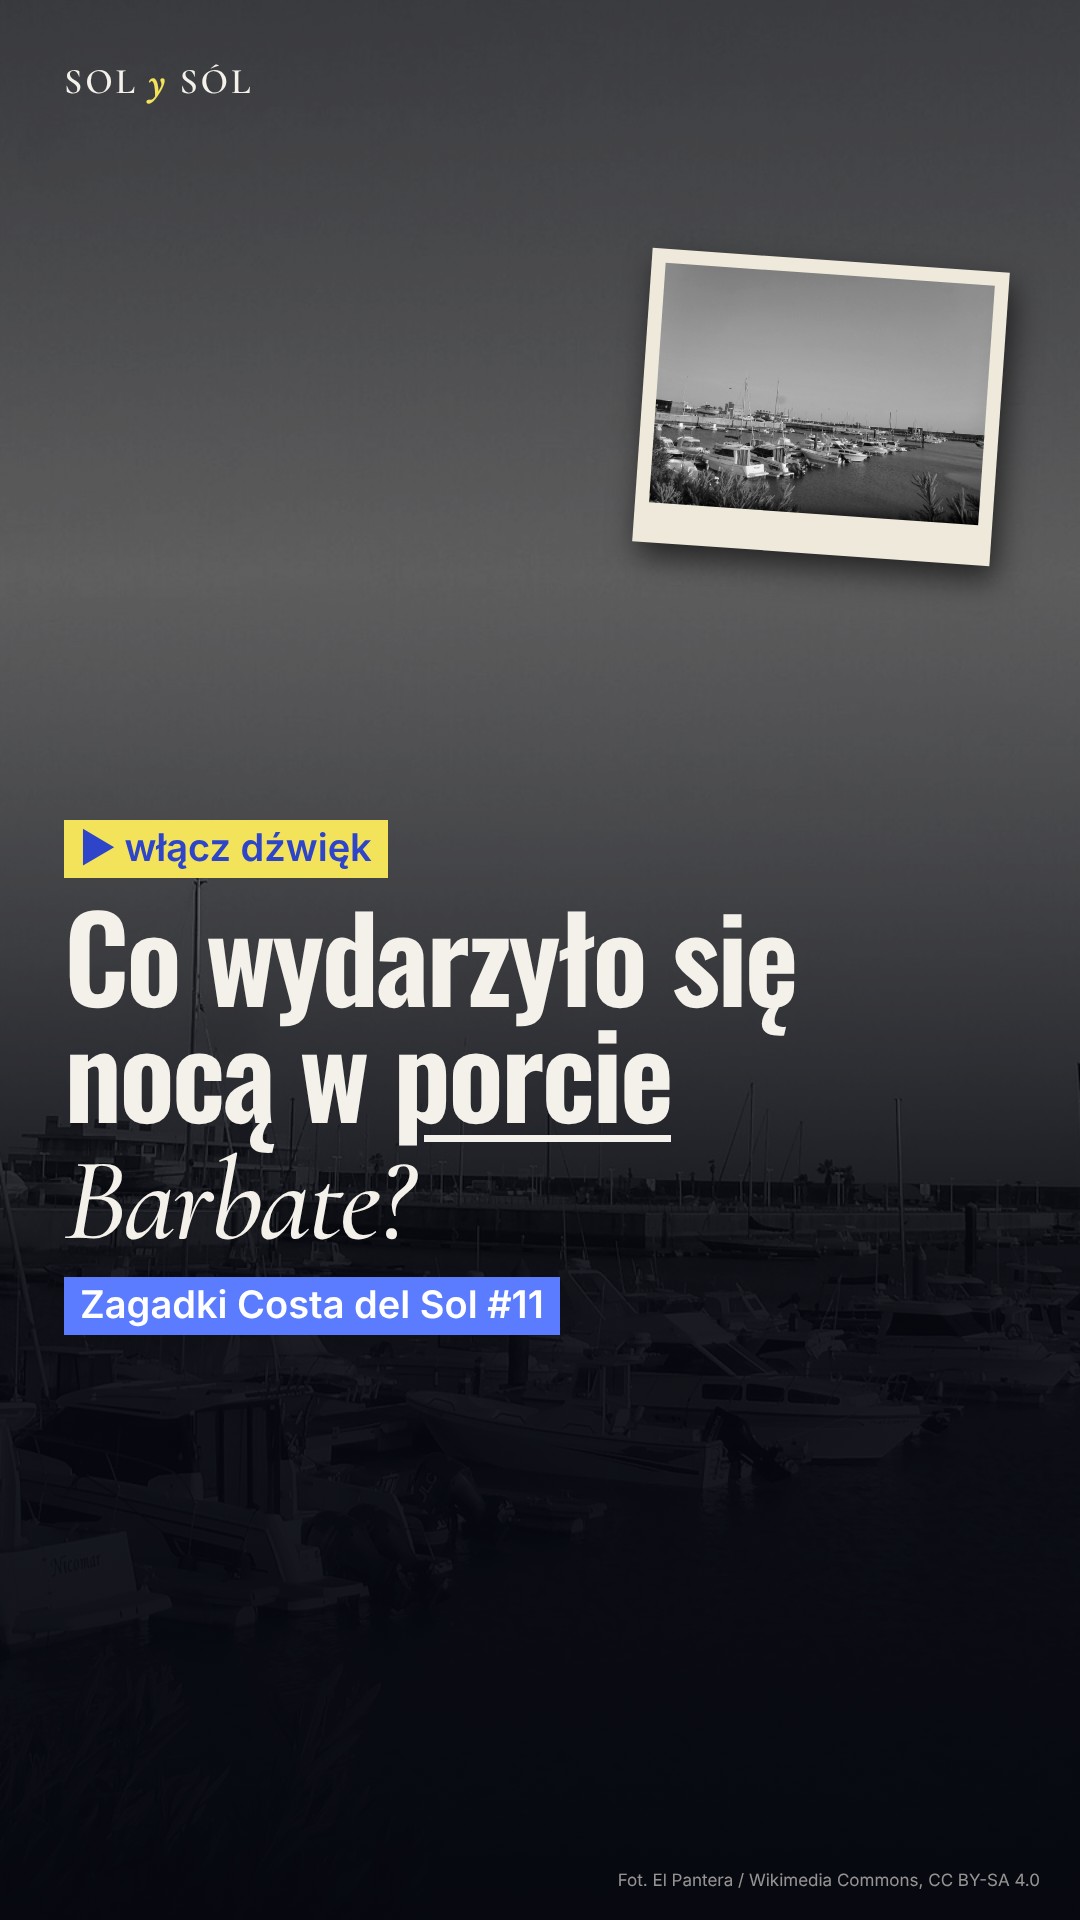 SOL y SÓL
▶ włącz dźwięk
Co wydarzyło się
nocą w porcie
Barbate?
Zagadki Costa del Sol #11
Nicomar
Fot. El Pantera / Wikimedia Commons, CC BY-SA 4.0